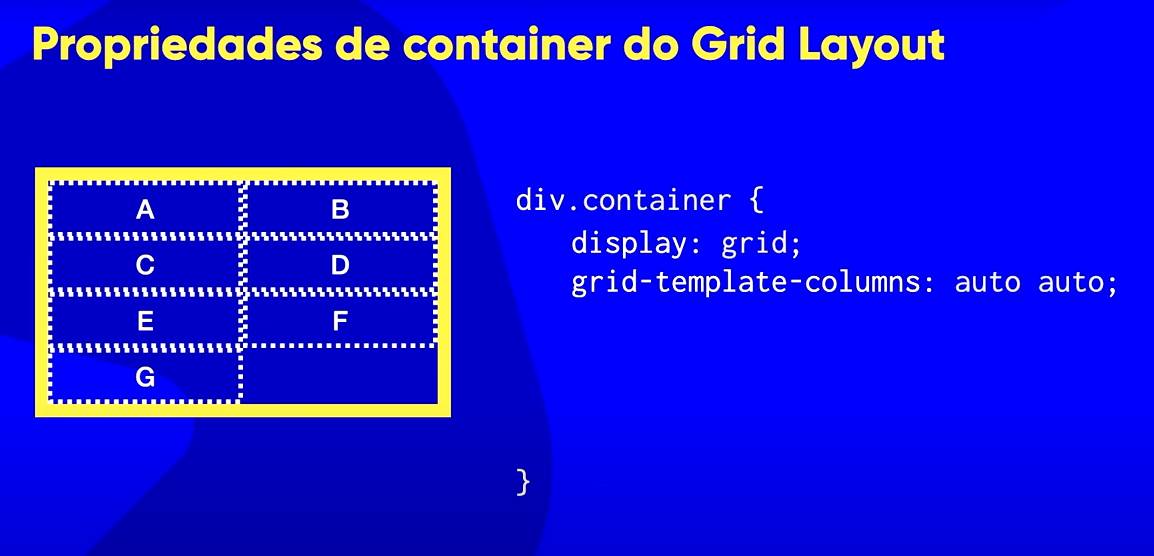 Propriedades de container do Grid Layout
A B
C D
E F
G
div.container {
display: grid;
grid-template-columns: auto auto;
}